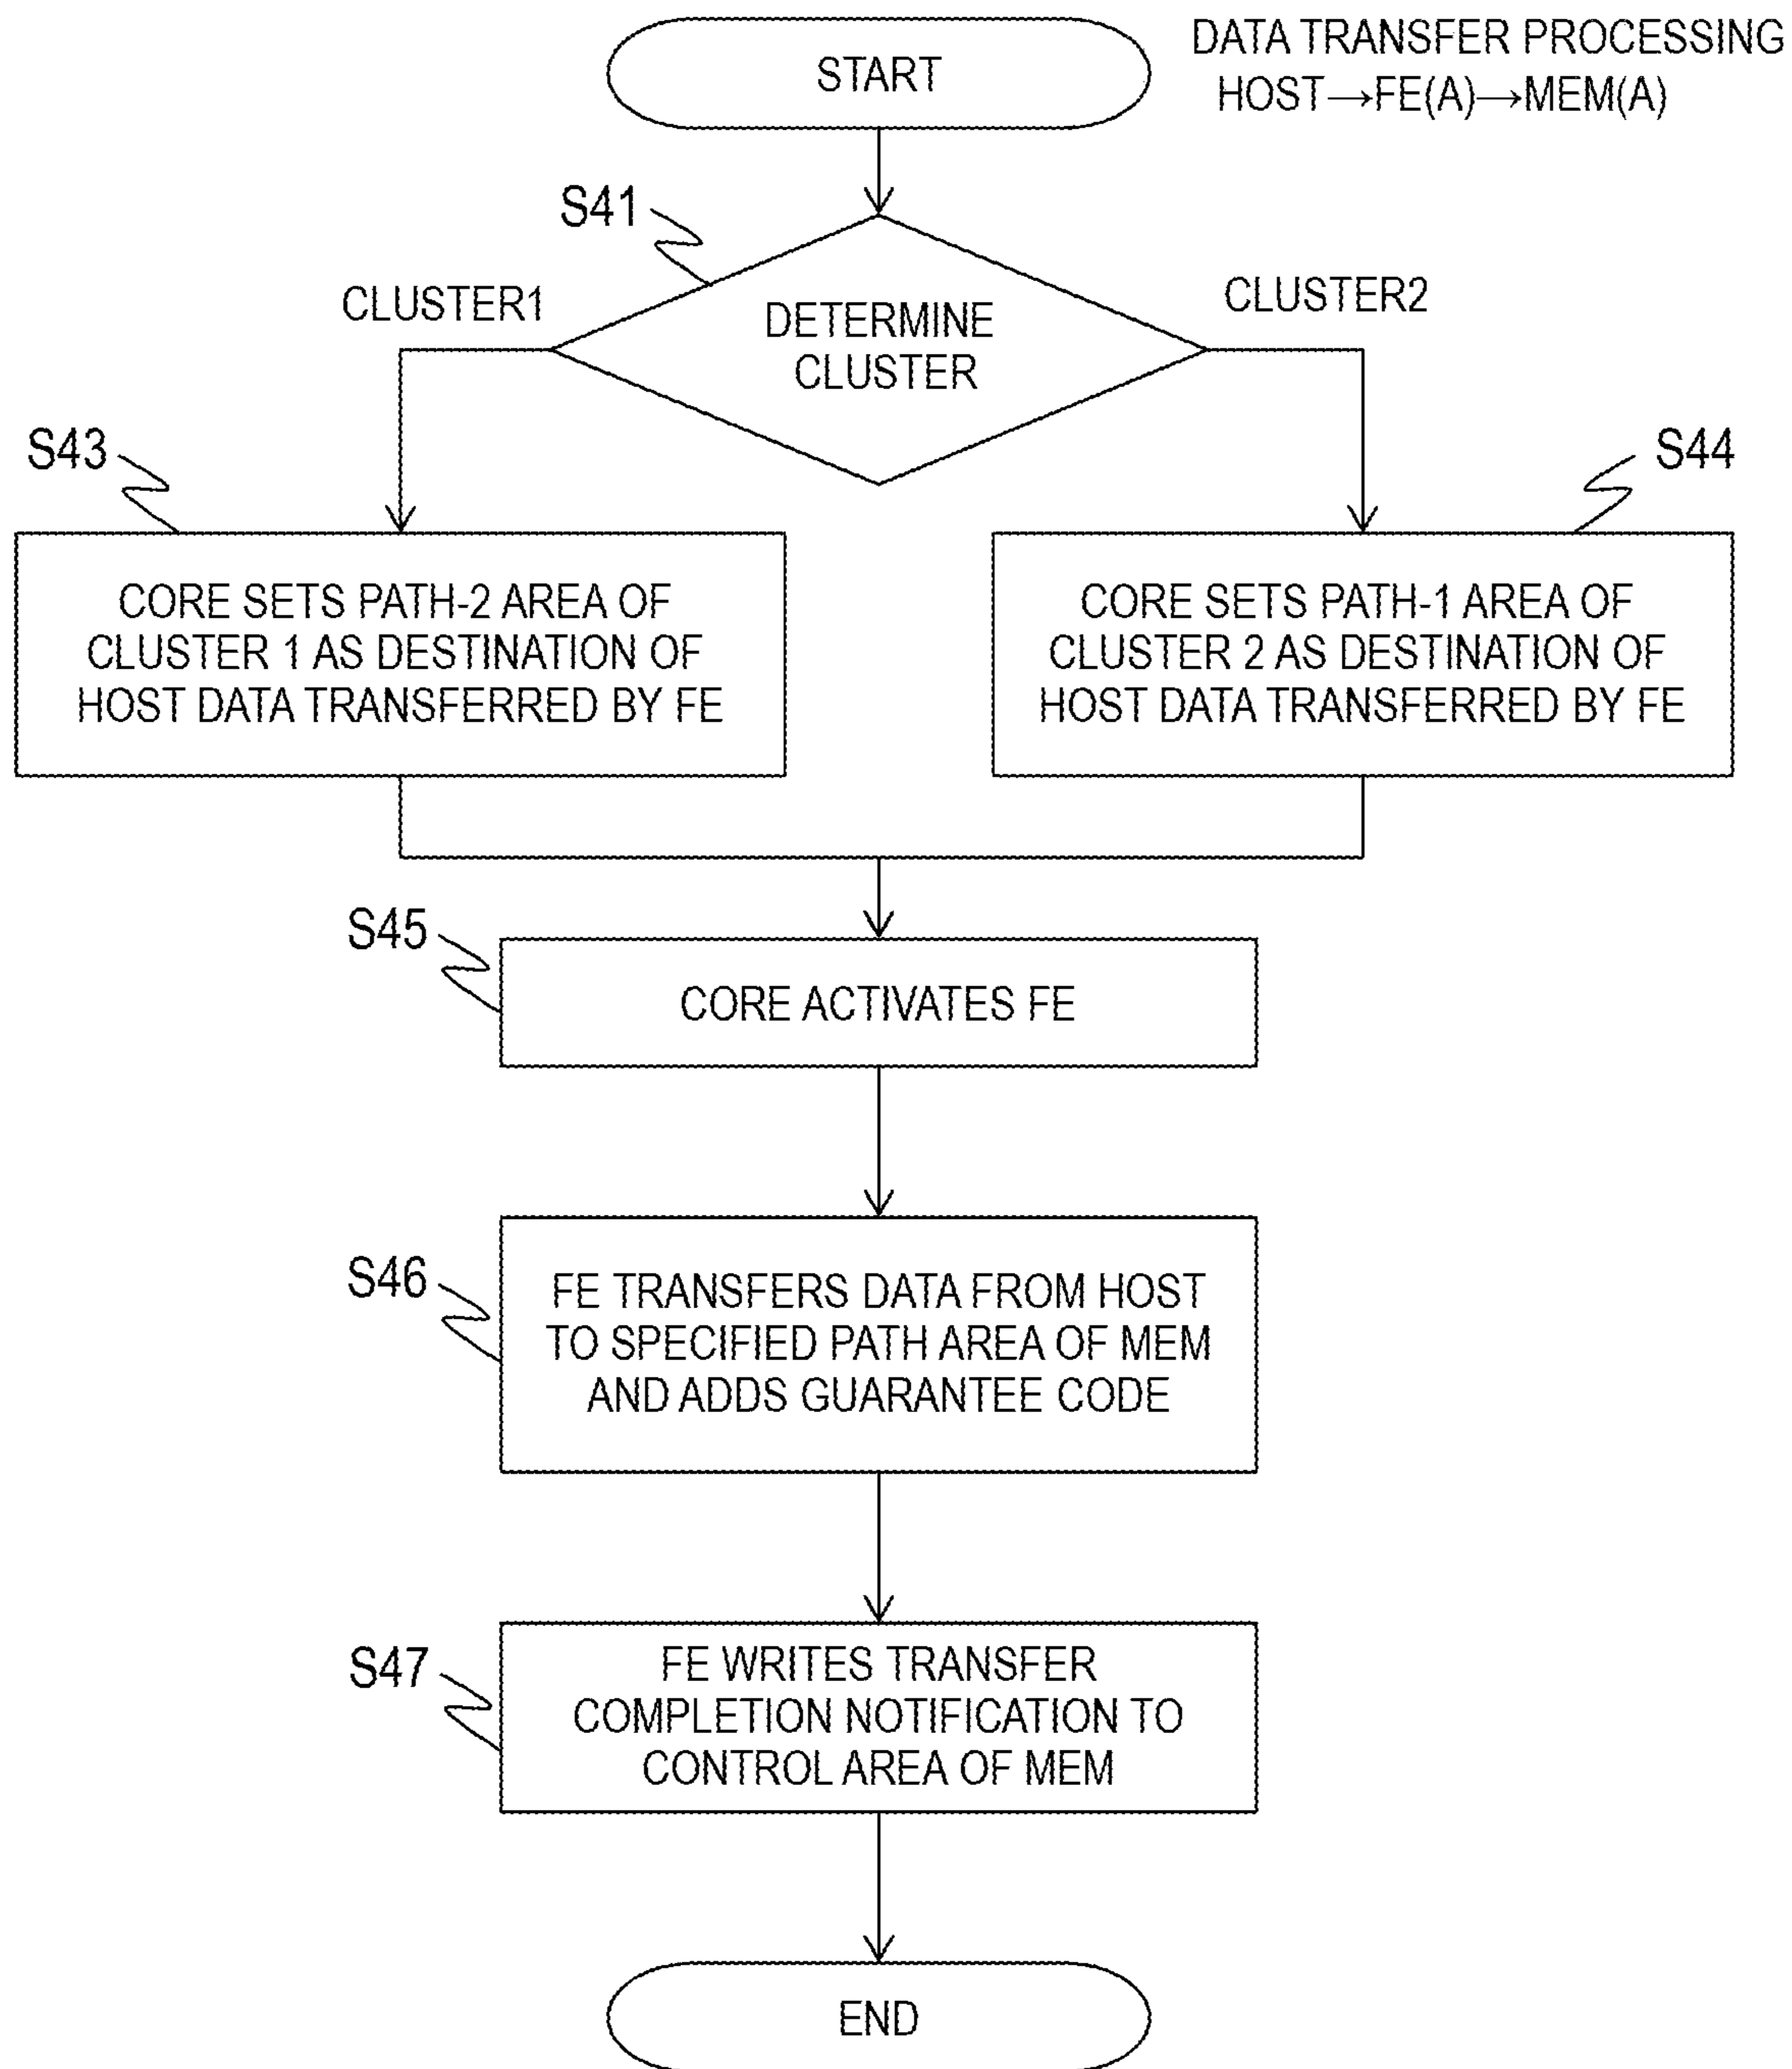 START
DATA TRANSFER PROCESSING
HOST→FE(A)→MEM(A)
S41
CLUSTER1
CLUSTER2
DETERMINE
CLUSTER
S43
S44
CORE SETS PATH-2 AREA OF
CLUSTER 1 AS DESTINATION OF
HOST DATA TRANSFERRED BY FE
CORE SETS PATH-1 AREA OF
CLUSTER 2 AS DESTINATION OF
HOST DATA TRANSFERRED BY FE
S45
CORE ACTIVATES FE
S46
FE TRANSFERS DATA FROM HOST
TO SPECIFIED PATH AREA OF MEM
AND ADDS GUARANTEE CODE
S47
FE WRITES TRANSFER
COMPLETION NOTIFICATION TO
CONTROL AREA OF MEM
END